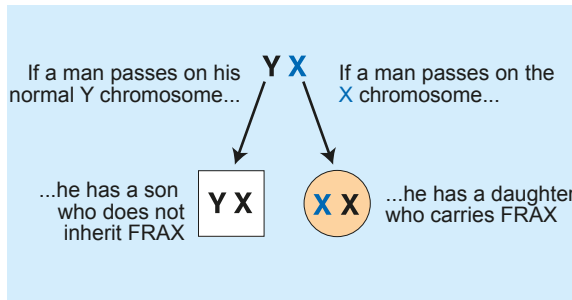 If a man passes on his
normal Y chromosome...
Y X
If a man passes on the
X chromosome...
...he has a son
who does not
inherit FRAX
Y X
X X
...he has a daughter
who carries FRAX